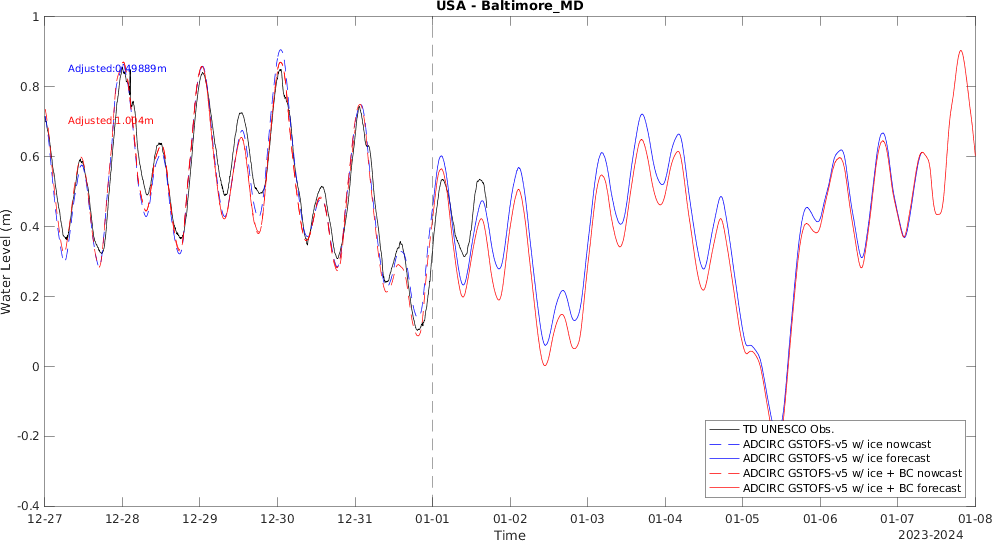 USA - Baltimore_MD
Water Level (m)
1
0.8
0.6
0.4
0.2
0
-0.2
-0.4
Adjusted:0.49889m
Adjusted:1.004m
TD UNESCO Obs.
ADCIRC GSTOFS-v5 w/ ice nowcast
ADCIRC GSTOFS-v5 w/ ice forecast
ADCIRC GSTOFS-v5 w/ ice + BC nowcast
ADCIRC GSTOFS-v5 w/ ice + BC forecast
12-27 12-28 12-29 12-30 12-31 01-01 01-02 01-03 01-04 01-05 01-06 01-07 01-08
Time
2023-2024